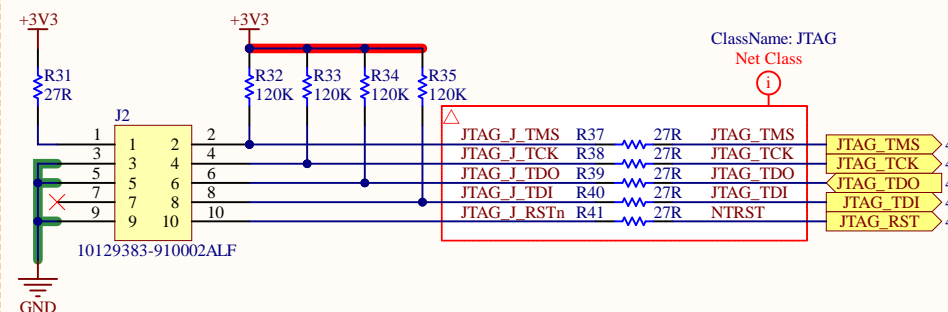 +3V3
+3V3
ClassName: JTAG
Net Class
i
R31
27R
R32
120K
R33
120K
R34
120K
R35
120K
J2
1 1 2 2 JTAG_J_TMS R37 27R JTAG_TMS JTAG_TMS
3 3 4 4 JTAG_J_TCK R38 27R JTAG_TCK JTAG_TCK
5 5 6 6 JTAG_J_TDO R39 27R JTAG_TDO JTAG_TDO
7 7 8 8 JTAG_J_TDI R40 27R JTAG_TDI JTAG_TDI
9 9 10 10 JTAG_J_RSTn R41 27R NTRST JTAG_RST
10129383-910002ALF
GND